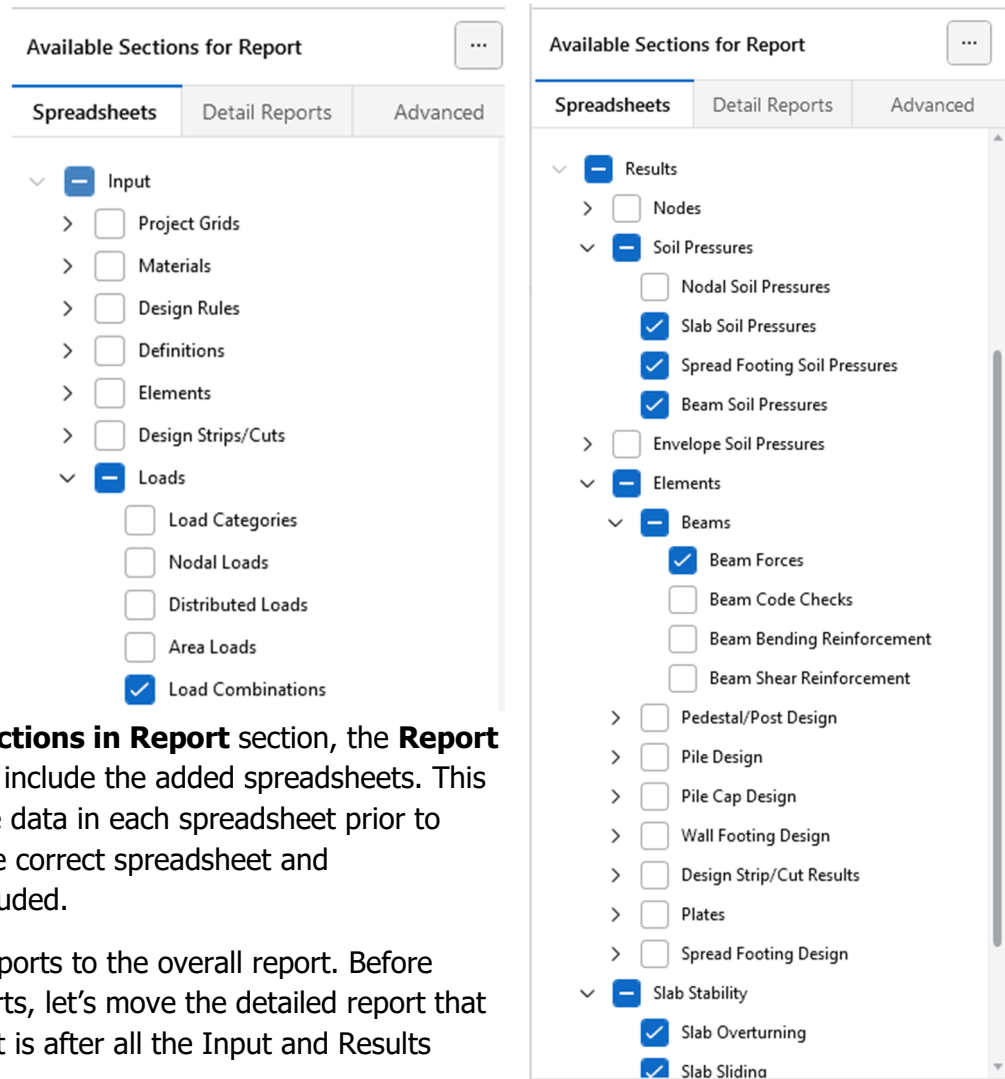 Available Sections for Report
...
Spreadsheets Detail Reports Advanced
Input
Project Grids
Materials
Design Rules
Definitions
Elements
Design Strips/Cuts
Loads
Load Categories
Nodal Loads
Distributed Loads
Area Loads
Load Combinations
ctions in Report section, the Report
include the added spreadsheets. This
data in each spreadsheet prior to
e correct spreadsheet and
uded.
ports to the overall report. Before
rts, let’s move the detailed report that
t is after all the Input and Results
Available Sections for Report
...
Spreadsheets Detail Reports Advanced
Results
Nodes
Soil Pressures
Nodal Soil Pressures
Slab Soil Pressures
Spread Footing Soil Pressures
Beam Soil Pressures
Envelope Soil Pressures
Elements
Beams
Beam Forces
Beam Code Checks
Beam Bending Reinforcement
Beam Shear Reinforcement
Pedestal/Post Design
Pile Design
Pile Cap Design
Wall Footing Design
Design Strip/Cut Results
Plates
Spread Footing Design
Slab Stability
Slab Overturning
Slab Sliding